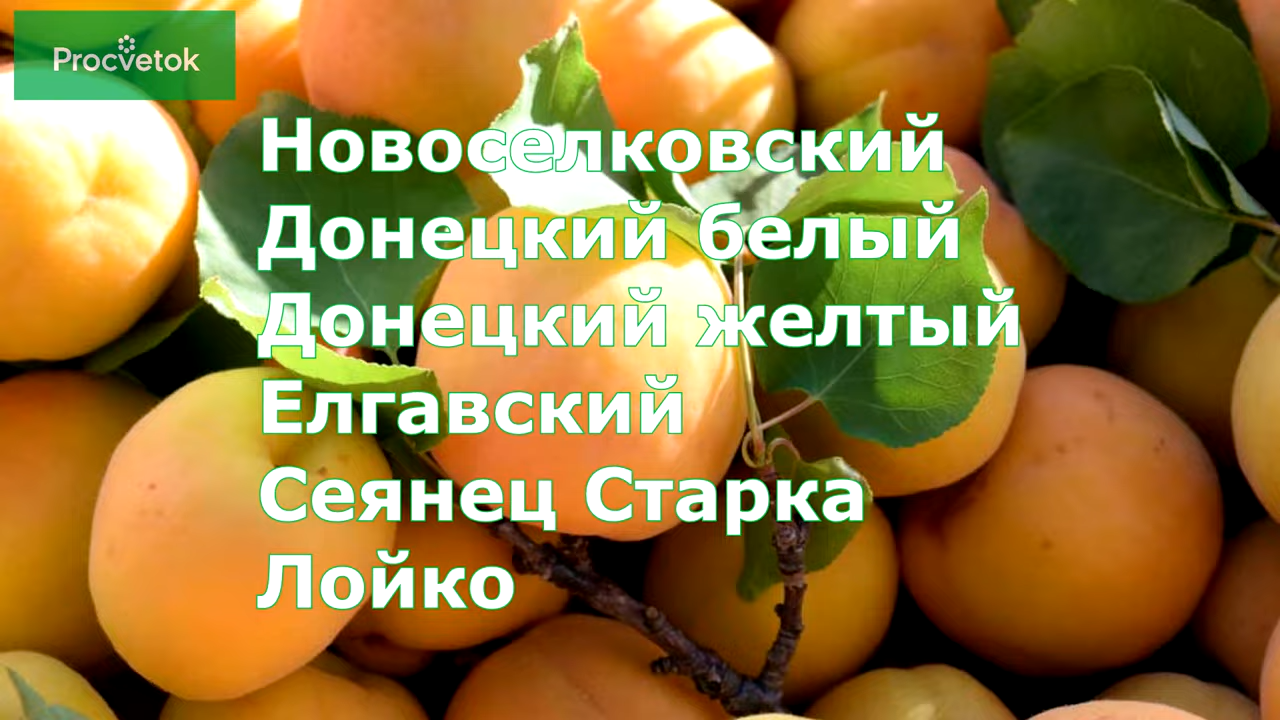 Procvetok
Новоселковский
Донецкий белый
Донецкий желтый
Елгавский
Сеянец Старка
Лойко